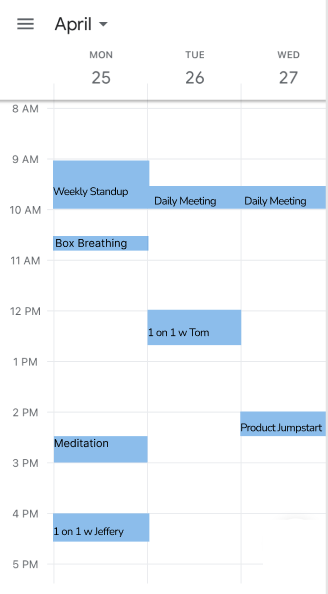 April
MON TUE WED
25 26 27
8 AM
9 AM
Weekly Standup
Daily Meeting Daily Meeting
10 AM
Box Breathing
11 AM
12 PM
1 on 1 w Tom
1 PM
2 PM
Product Jumpstart
Meditation
3 PM
4 PM
1 on 1 w Jeffery
5 PM